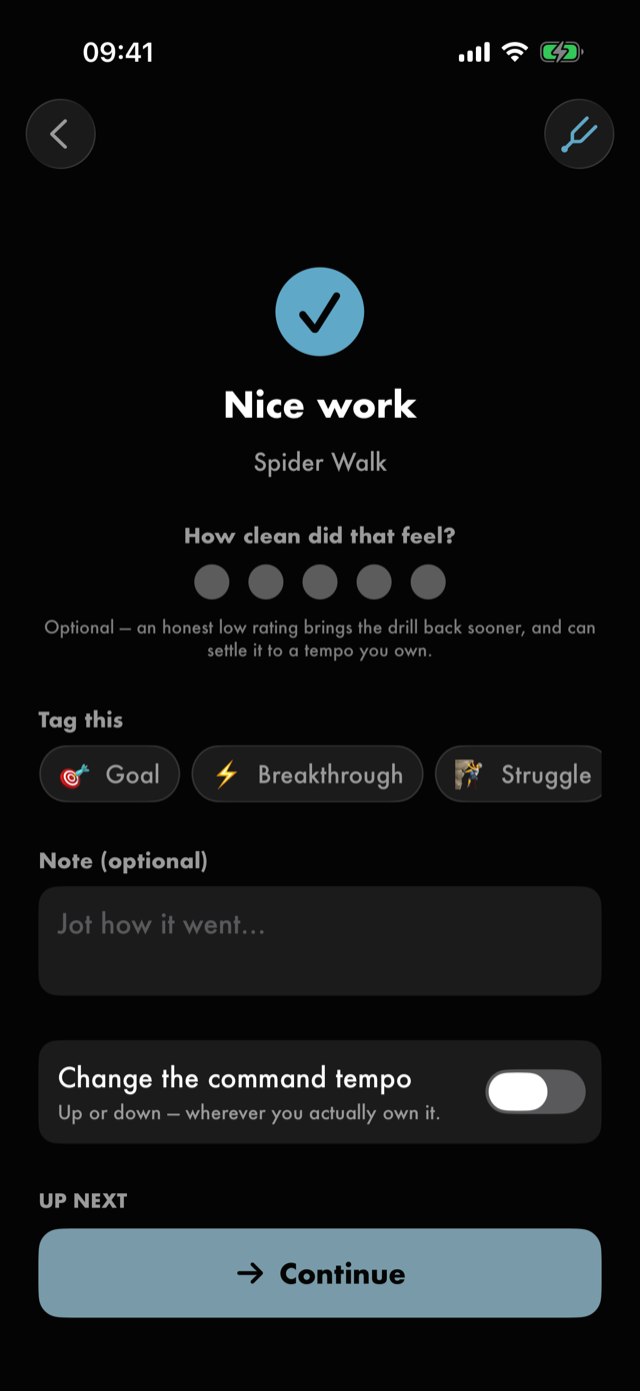 09:41
Nice work
Spider Walk
How clean did that feel?
Optional — an honest low rating brings the drill back sooner, and can
settle it to a tempo you own.
Tag this
🎯 Goal
⚡ Breakthrough
🧗 Struggle
Note (optional)
Jot how it went...
Change the command tempo
Up or down — wherever you actually own it.
UP NEXT
→ Continue